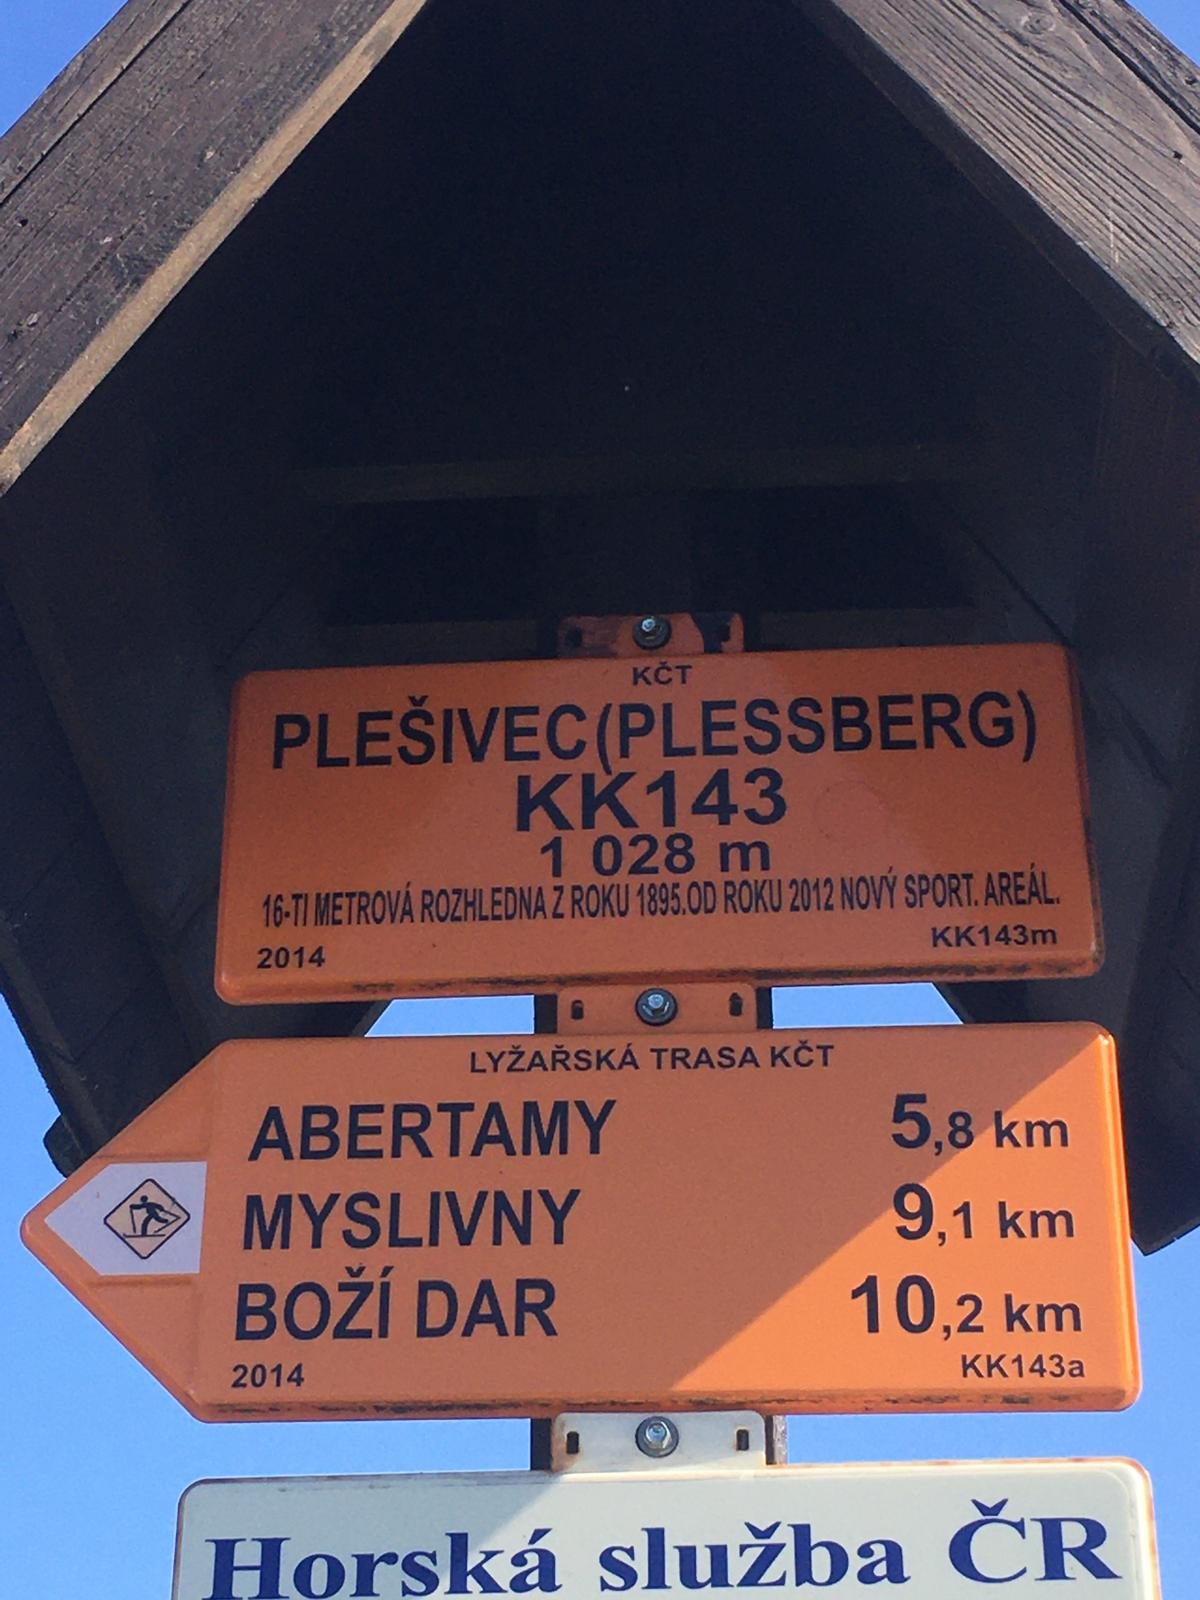 KČT
PLEŠIVEC(PLESSBERG)
KK143
1 028 m
16-TI METROVÁ ROZHLEDNA Z ROKU 1895.OD ROKU 2012 NOVÝ SPORT. AREÁL.
2014 KK143m
LYŽAŘSKÁ TRASA KČT
ABERTAMY 5,8 km
MYSLIVNY 9,1 km
BOŽÍ DAR 10,2 km
2014 KK143a
Horská služba ČR